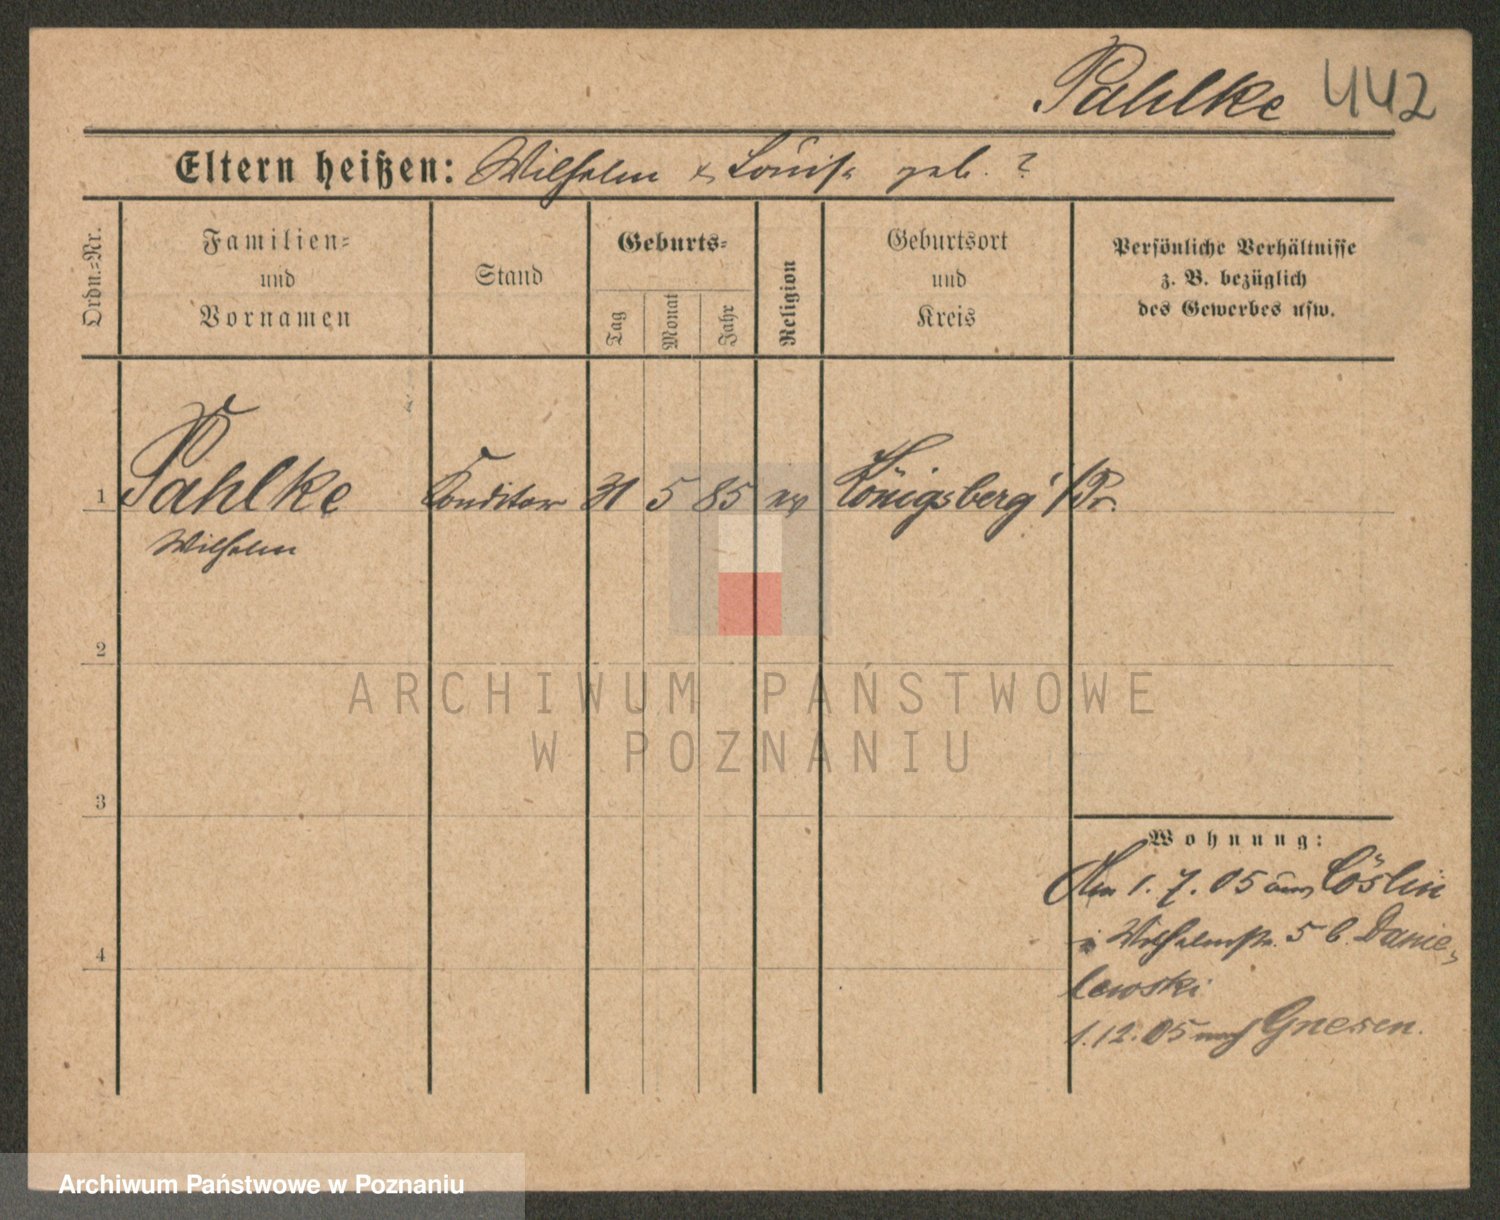 Pahlke 442
Eltern heißen: Wilhelm & Louise geb. ?
Ordn.=Nr.
Familien=
und
Vornamen
Stand
Geburts=
Tag
Monat
Jahr
Religion
Geburtsort
und
Kreis
Persönliche Verhältnisse
z. B. bezüglich
des Gewerbes usw.
1 Pahlke Konditor 31 5 85 ev Königsberg i/Pr.
Wilhelm
2
ARCHIWUM PAŃSTWOWE
W POZNANIU
3
Wohnung:
Am 1. 7. 05 aus Cöslin
Wilhelmstr. 5 b. Danie-
lewski
1.12.05 nach Gnesen.
4
Archiwum Państwowe w Poznaniu